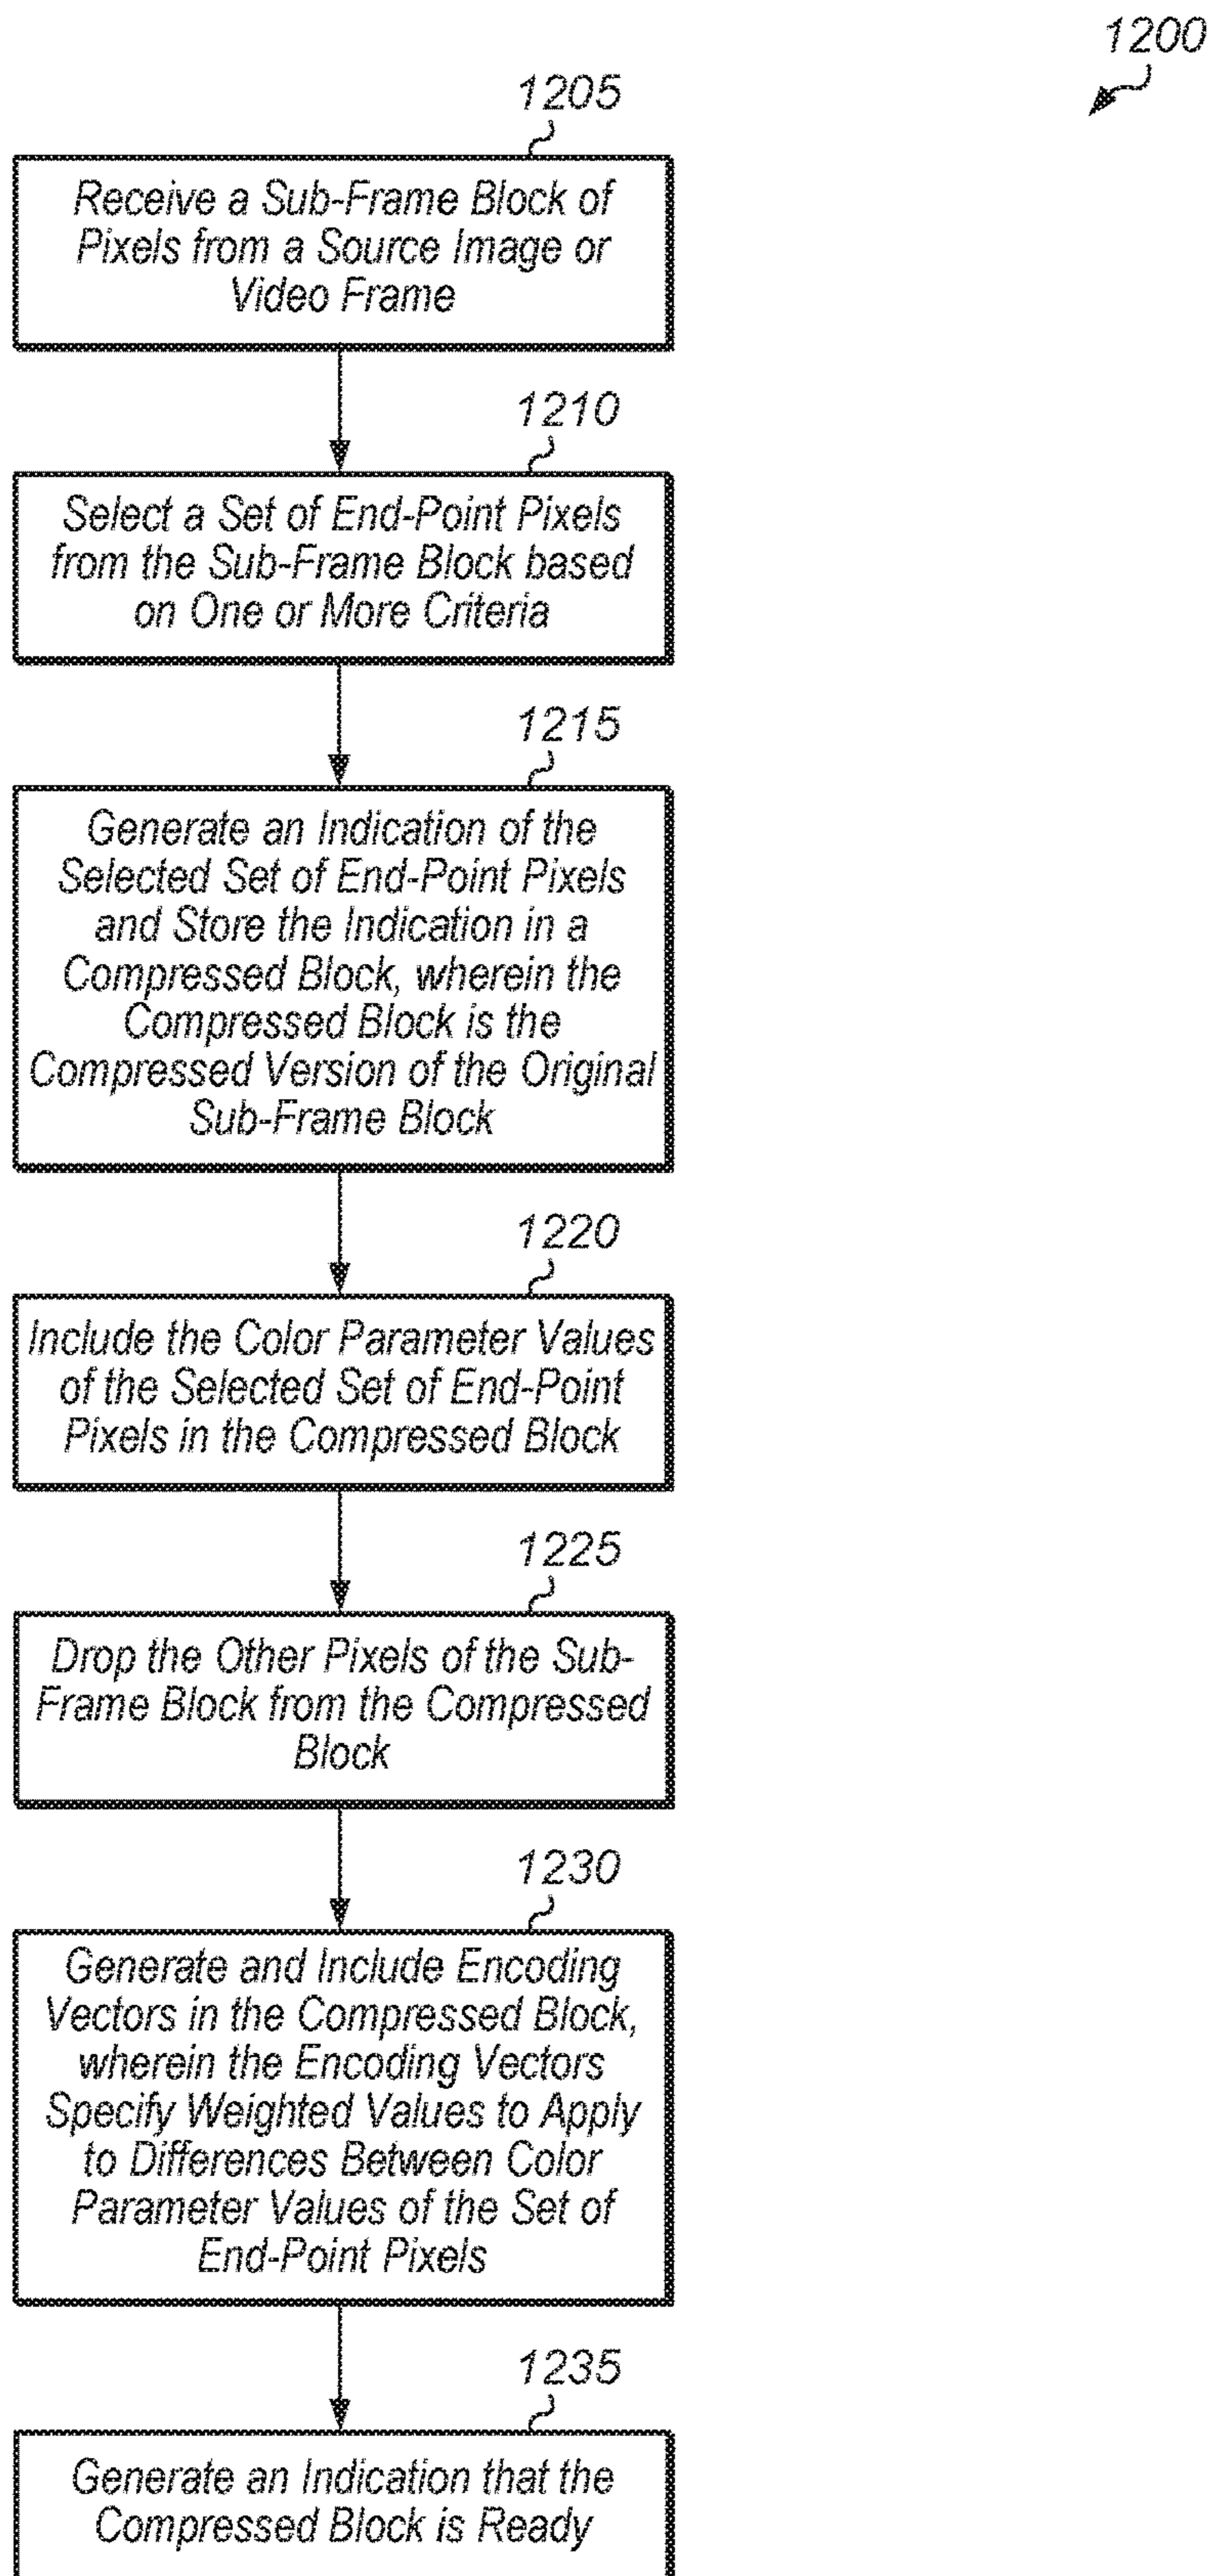 1200
1205
Receive a Sub-Frame Block of
Pixels from a Source Image or
Video Frame
1210
Select a Set of End-Point Pixels
from the Sub-Frame Block based
on One or More Criteria
1215
Generate an Indication of the
Selected Set of End-Point Pixels
and Store the Indication in a
Compressed Block, wherein the
Compressed Block is the
Compressed Version of the Original
Sub-Frame Block
1220
Include the Color Parameter Values
of the Selected Set of End-Point
Pixels in the Compressed Block
1225
Drop the Other Pixels of the Sub-
Frame Block from the Compressed
Block
1230
Generate and Include Encoding
Vectors in the Compressed Block,
wherein the Encoding Vectors
Specify Weighted Values to Apply
to Differences Between Color
Parameter Values of the Set of
End-Point Pixels
1235
Generate an Indication that the
Compressed Block is Ready